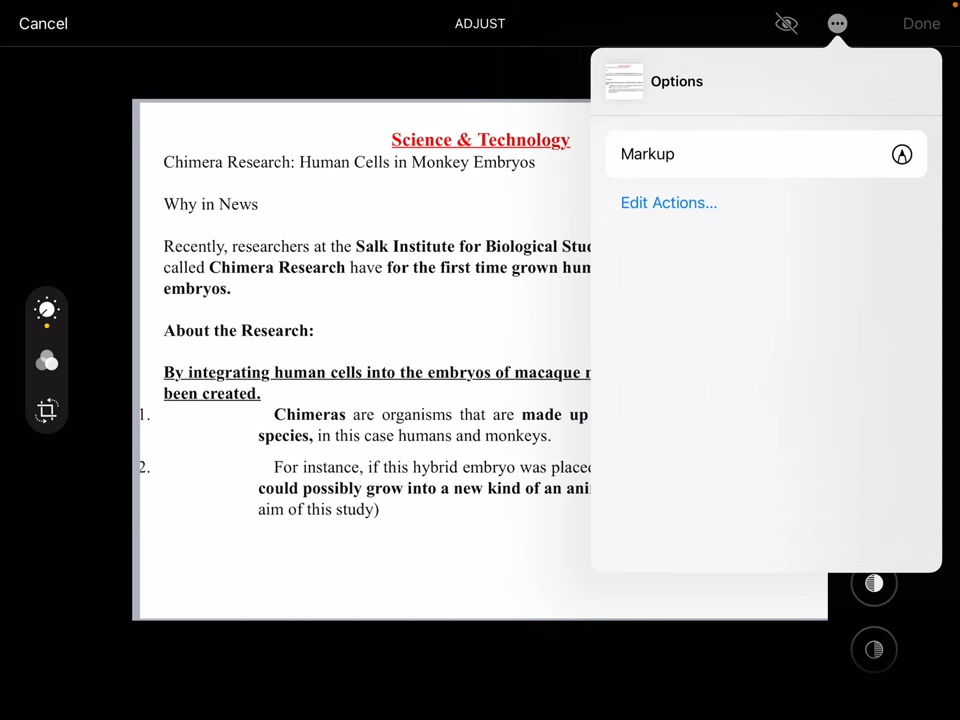 Cancel
ADJUST
Done
Options
Markup
Edit Actions...
Science & Technology
Chimera Research: Human Cells in Monkey Embryos
Why in News
Recently, researchers at the Salk Institute for Biological
called Chimera Research have for the first time grown
embryos.
About the Research:
By integrating human cells into the embryos of macaque
been created.
1. Chimeras are organisms that are made up
species, in this case humans and monkeys.
2. For instance, if this hybrid embryo was placed
could possibly grow into a new kind of an
aim of this study)